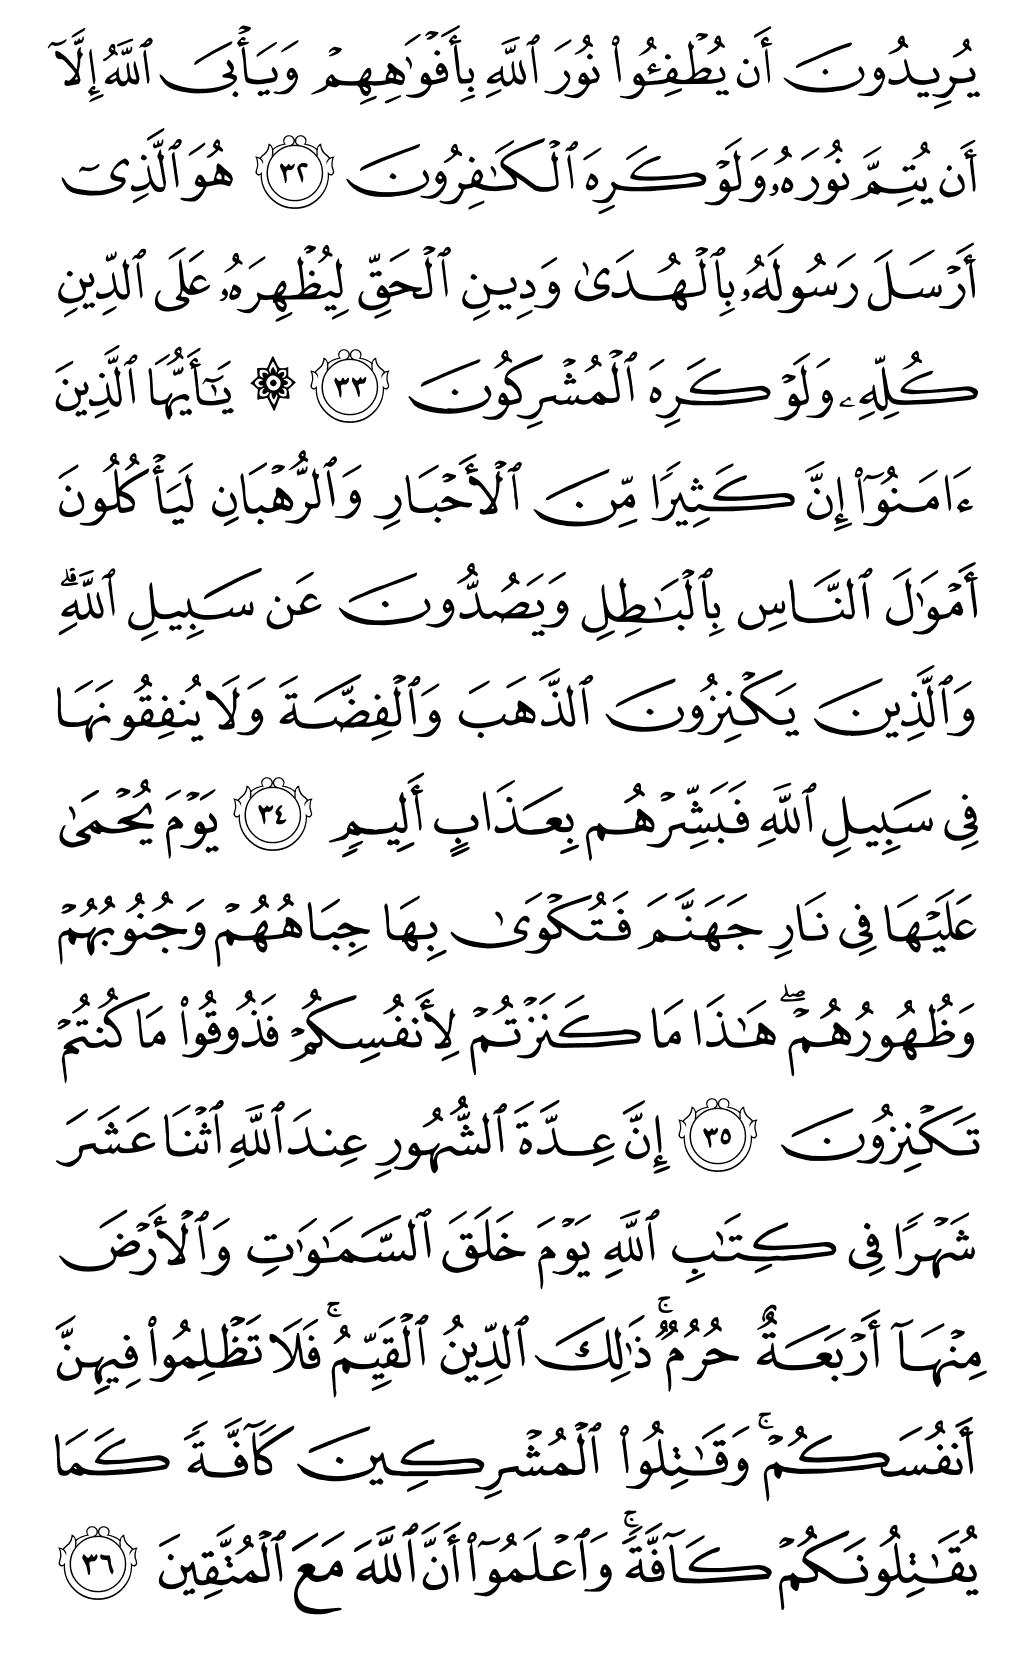 يُرِيدُونَ أَن يُطْفِـُٔوا۟ نُورَ ٱللَّهِ بِأَفْوَٰهِهِمْ وَيَأْبَى ٱللَّهُ إِلَّآ
أَن يُتِمَّ نُورَهُۥ وَلَوْ كَرِهَ ٱلْكَـٰفِرُونَ ٣٢ هُوَ ٱلَّذِىٓ
أَرْسَلَ رَسُولَهُۥ بِٱلْهُدَىٰ وَدِينِ ٱلْحَقِّ لِيُظْهِرَهُۥ عَلَى ٱلدِّينِ
كُلِّهِۦ وَلَوْ كَرِهَ ٱلْمُشْرِكُونَ ٣٣ ۞ يَـٰٓأَيُّهَا ٱلَّذِينَ
ءَامَنُوٓا۟ إِنَّ كَثِيرًا مِّنَ ٱلْأَحْبَارِ وَٱلرُّهْبَانِ لَيَأْكُلُونَ
أَمْوَٰلَ ٱلنَّاسِ بِٱلْبَـٰطِلِ وَيَصُدُّونَ عَن سَبِيلِ ٱللَّهِ ۗ
وَٱلَّذِينَ يَكْنِزُونَ ٱلذَّهَبَ وَٱلْفِضَّةَ وَلَا يُنفِقُونَهَا
فِى سَبِيلِ ٱللَّهِ فَبَشِّرْهُم بِعَذَابٍ أَلِيمٍ ٣٤ يَوْمَ يُحْمَىٰ
عَلَيْهَا فِى نَارِ جَهَنَّمَ فَتُكْوَىٰ بِهَا جِبَاهُهُمْ وَجُنُوبُهُمْ
وَظُهُورُهُمْ ۖ هَـٰذَا مَا كَنَزْتُمْ لِأَنفُسِكُمْ فَذُوقُوا۟ مَا كُنتُمْ
تَكْنِزُونَ ٣٥ إِنَّ عِدَّةَ ٱلشُّهُورِ عِندَ ٱللَّهِ ٱثْنَا عَشَرَ
شَهْرًا فِى كِتَـٰبِ ٱللَّهِ يَوْمَ خَلَقَ ٱلسَّمَـٰوَٰتِ وَٱلْأَرْضَ
مِنْهَآ أَرْبَعَةٌ حُرُمٌ ۚ ذَٰلِكَ ٱلدِّينُ ٱلْقَيِّمُ ۚ فَلَا تَظْلِمُوا۟ فِيهِنَّ
أَنفُسَكُمْ ۚ وَقَـٰتِلُوا۟ ٱلْمُشْرِكِينَ كَآفَّةً كَمَا
يُقَـٰتِلُونَكُمْ كَآفَّةً ۚ وَٱعْلَمُوٓا۟ أَنَّ ٱللَّهَ مَعَ ٱلْمُتَّقِينَ ٣٦